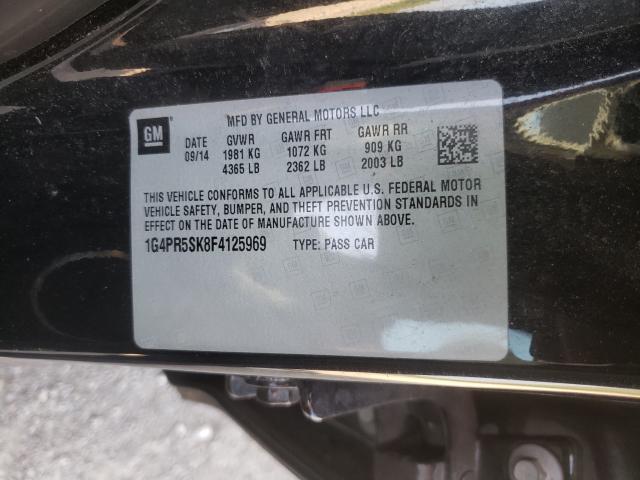 MFD BY GENERAL MOTORS LLC
GM
DATE GVWR GAWR FRT GAWR RR
09/14 1981 KG 1072 KG 909 KG
4365 LB 2362 LB 2003 LB
THIS VEHICLE CONFORMS TO ALL APPLICABLE U.S. FEDERAL MOTOR
VEHICLE SAFETY, BUMPER, AND THEFT PREVENTION STANDARDS IN
EFFECT ON THE DATE OF MANUFACTURE SHOWN ABOVE.
1G4PR5SK8F4125969 TYPE: PASS CAR